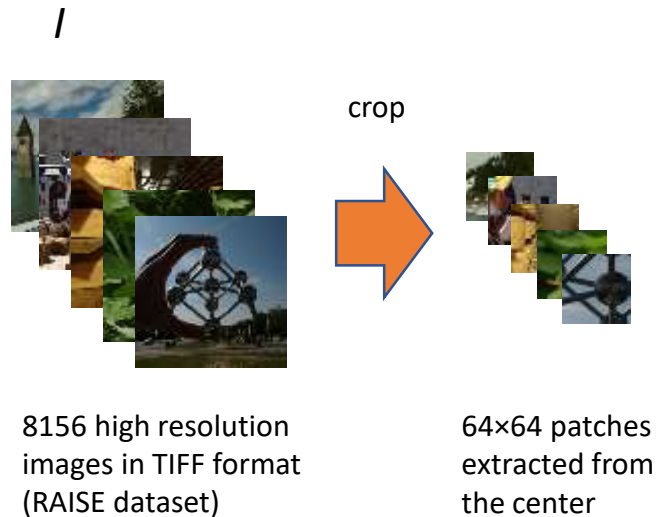 I
crop
8156 high resolution
images in TIFF format
(RAISE dataset)
64×64 patches
extracted from
the center